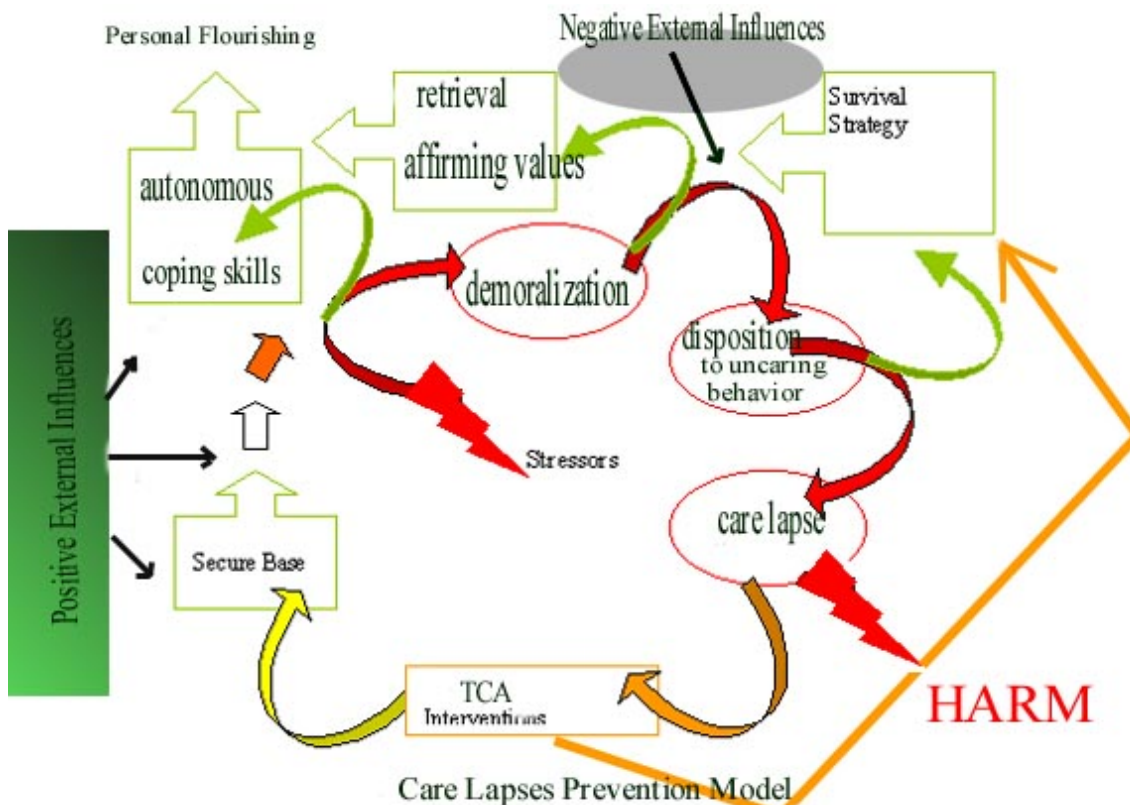 Personal Flourishing
Negative External Influences
retrieval
affirming values
Survival
Strategy
autonomous
coping skills
demoralization
disposition
to uncaring
behavior
Positive External Influences
Stressors
care lapse
Secure Base
TCA
Interventions
HARM
Care Lapses Prevention Model